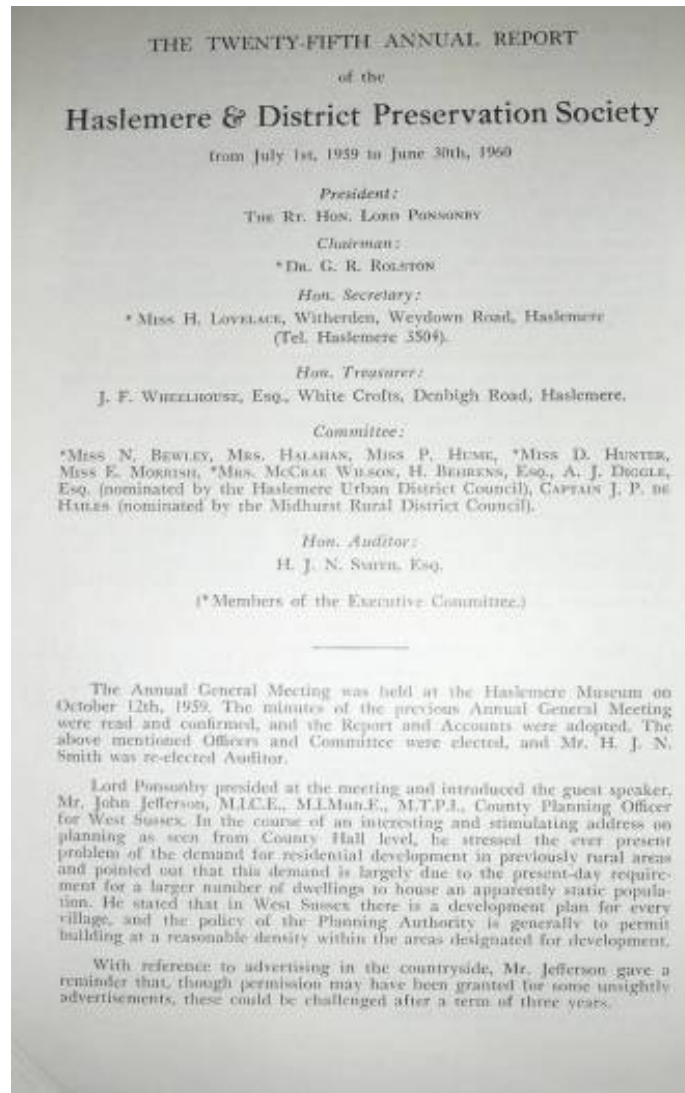 THE TWENTY-FIFTH ANNUAL REPORT
of the
Haslemere & District Preservation Society
from July 1st, 1959 to June 30th, 1960
President:
THE RT. HON. LORD PONSONBY
Chairman:
*DR. G. R. ROLSTON
Hon. Secretary:
* MISS H. LOVELACE, Witherden, Weydown Road, Haslemere
(Tel. Haslemere 3504).
Hon. Treasurer:
J. F. WHEELHOUSE, Esq., White Crofts, Denbigh Road, Haslemere.
Committee:
*MISS N. BEWLEY, MRS. HALAHAN, MISS P. HUME, *MISS D. HUNTER,
MISS E. MORRISH, *MRS. MCCRAE WILSON, H. BEHRENS, ESQ., A. J. DIGGLE,
ESQ. (nominated by the Haslemere Urban District Council), CAPTAIN J. P. DE
HAILES (nominated by the Midhurst Rural District Council).
Hon. Auditor:
H. J. N. SMITH, ESQ.
(*Members of the Executive Committee.)
The Annual General Meeting was held at the Haslemere Museum on
October 12th, 1959. The minutes of the previous Annual General Meeting
were read and confirmed, and the Report and Accounts were adopted. The
above mentioned Officers and Committee were elected, and Mr. H. J. N.
Smith was re-elected Auditor.
Lord Ponsonby presided at the meeting and introduced the guest speaker,
Mr. John Jefferson, M.I.C.E., M.I.Mun.E., M.T.P.I., County Planning Officer
for West Sussex. In the course of an interesting and stimulating address on
planning as seen from County Hall level, he stressed the ever present
problem of the demand for residential development in previously rural areas
and pointed out that this demand is largely due to the present-day require-
ment for a larger number of dwellings to house an apparently static popula-
tion. He stated that in West Sussex there is a development plan for every
village, and the policy of the Planning Authority is generally to permit
building at a reasonable density within the areas designated for development.
With reference to advertising in the countryside, Mr. Jefferson gave a
reminder that, though permission may have been granted for some unsightly
advertisements, these could be challenged after a term of three years.